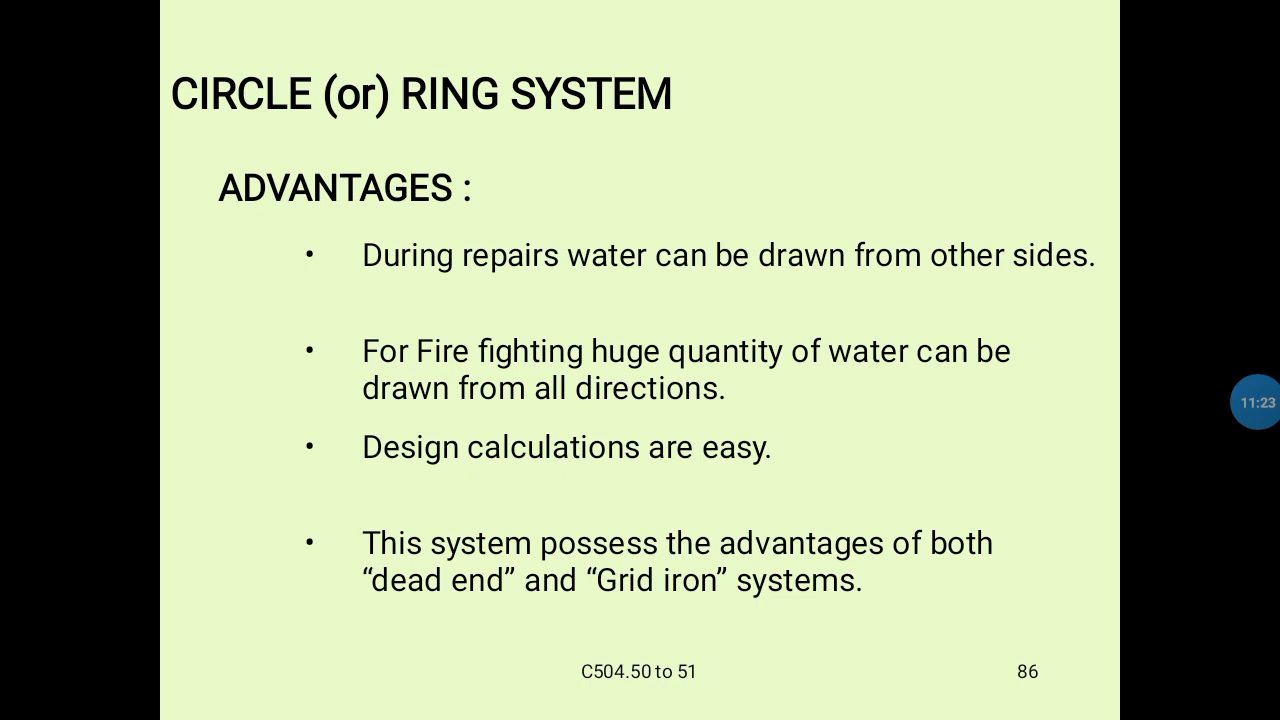 CIRCLE (or) RING SYSTEM
ADVANTAGES :
• During repairs water can be drawn from other sides.
• For Fire fighting huge quantity of water can be
drawn from all directions.
11:23
• Design calculations are easy.
• This system possess the advantages of both
“dead end” and “Grid iron” systems.
C504.50 to 51
86